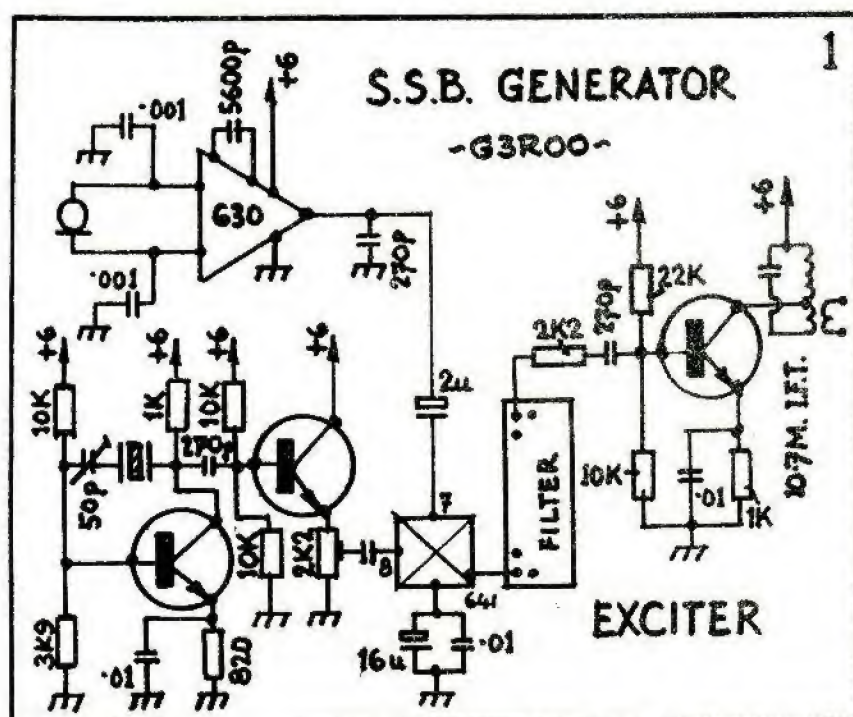 1
S.S.B. GENERATOR
-G3ROO-
.001
5600p
+6
630
.001
270p
+6
+6
22K
270p
2K2
+6
+6
+6
+6
10K
1K
10K
2u
270p
50p
FILTER
10K
.01
1K
10.7M. I.F.T.
7
10K
2K2
8
641
3K9
.01
820
16u
.01
EXCITER